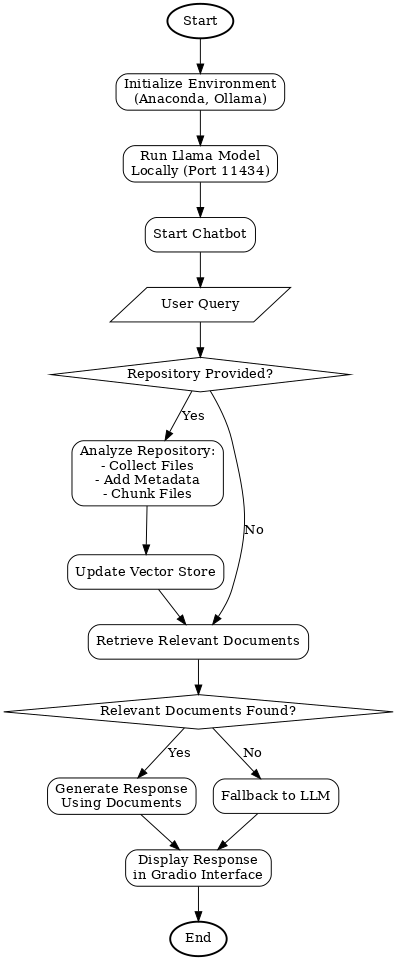 Start
Initialize Environment
(Anaconda, Ollama)
Run Llama Model
Locally (Port 11434)
Start Chatbot
User Query
Repository Provided?
Yes
Analyze Repository:
- Collect Files
- Add Metadata
- Chunk Files
No
Update Vector Store
Retrieve Relevant Documents
Relevant Documents Found?
Yes
No
Generate Response
Using Documents
Fallback to LLM
Display Response
in Gradio Interface
End